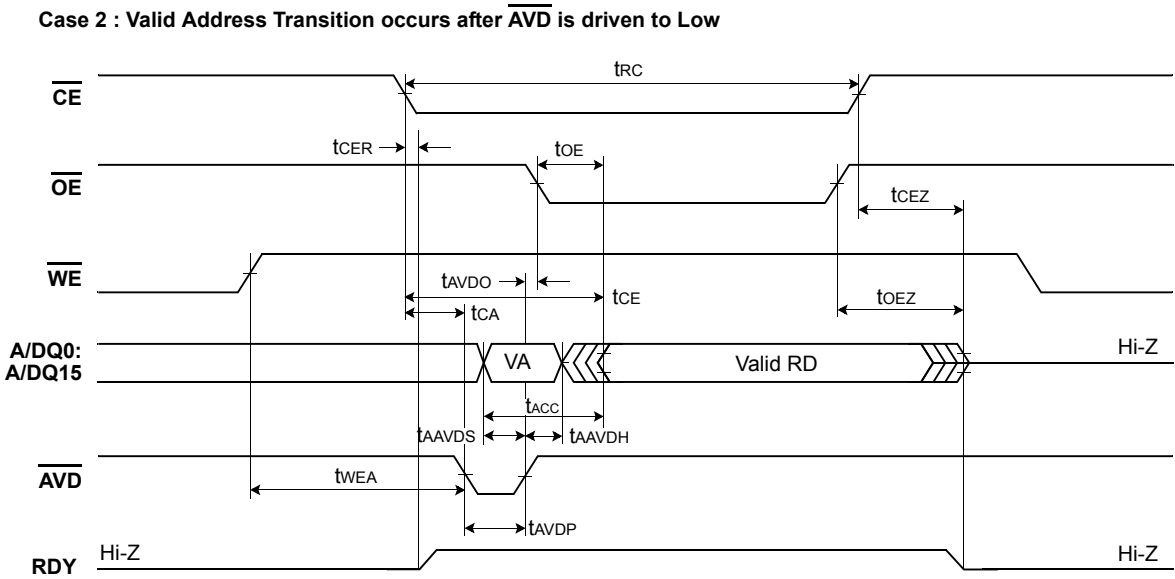 Case 2 : Valid Address Transition occurs after AVD is driven to Low
tRC
CE
tCER
tOE
OE
tCEZ
WE
tAVDO
tCE
tOEZ
tCA
A/DQ0:
A/DQ15
VA
Valid RD
Hi-Z
tACC
tAAVDS
tAAVDH
AVD
tWEA
tAVDP
Hi-Z
Hi-Z
RDY